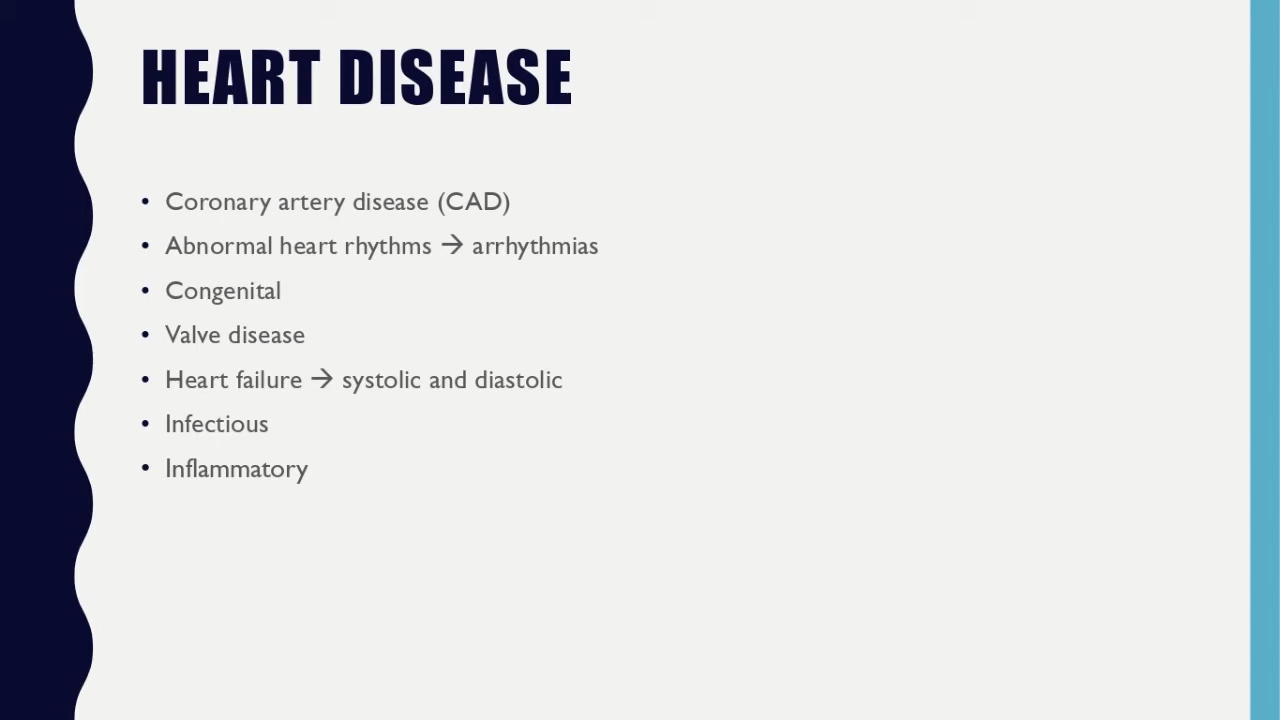 HEART DISEASE
• Coronary artery disease (CAD)
• Abnormal heart rhythms → arrhythmias
• Congenital
• Valve disease
• Heart failure → systolic and diastolic
• Infectious
• Inflammatory